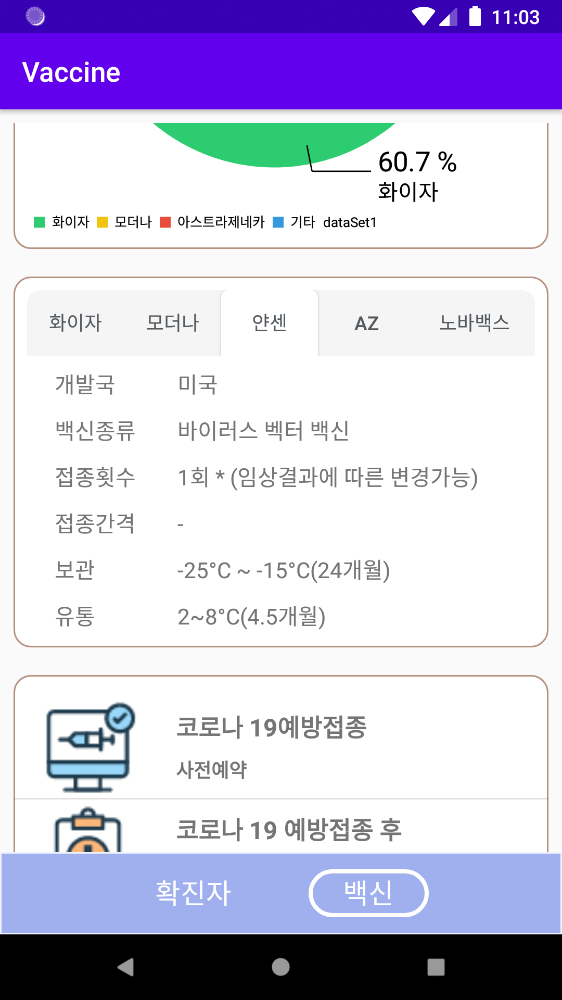 11:03
Vaccine
60.7 %
화이자
화이자 모더나 아스트라제네카 기타 dataSet1
화이자 모더나 얀센 AZ 노바백스
개발국 미국
백신종류 바이러스 벡터 백신
접종횟수 1회 * (임상결과에 따른 변경가능)
접종간격 -
보관 -25°C ~ -15°C(24개월)
유통 2~8°C(4.5개월)
코로나 19예방접종
사전예약
코로나 19 예방접종 후
확진자 백신